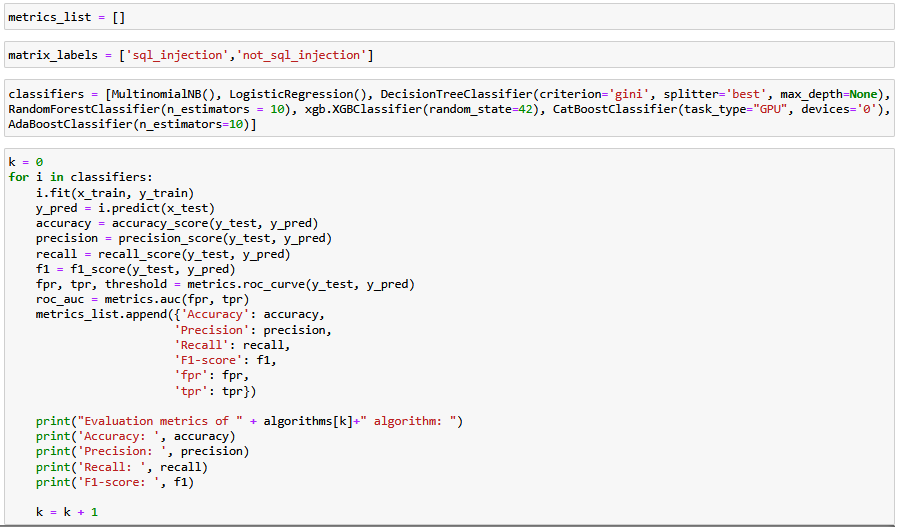 metrics_list = []
matrix_labels = ['sql_injection','not_sql_injection']
classifiers = [MultinomialNB(), LogisticRegression(), DecisionTreeClassifier(criterion='gini', splitter='best', max_depth=None),
RandomForestClassifier(n_estimators = 10), xgb.XGBClassifier(random_state=42), CatBoostClassifier(task_type="GPU", devices='0'),
AdaBoostClassifier(n_estimators=10)]
k = 0
for i in classifiers:
    i.fit(x_train, y_train)
    y_pred = i.predict(x_test)
    accuracy = accuracy_score(y_test, y_pred)
    precision = precision_score(y_test, y_pred)
    recall = recall_score(y_test, y_pred)
    f1 = f1_score(y_test, y_pred)
    fpr, tpr, threshold = metrics.roc_curve(y_test, y_pred)
    roc_auc = metrics.auc(fpr, tpr)
    metrics_list.append({'Accuracy': accuracy,
                         'Precision': precision,
                         'Recall': recall,
                         'F1-score': f1,
                         'fpr': fpr,
                         'tpr': tpr})
    print("Evaluation metrics of " + algorithms[k]+" algorithm: ")
    print('Accuracy: ', accuracy)
    print('Precision: ', precision)
    print('Recall: ', recall)
    print('F1-score: ', f1)
    k = k + 1